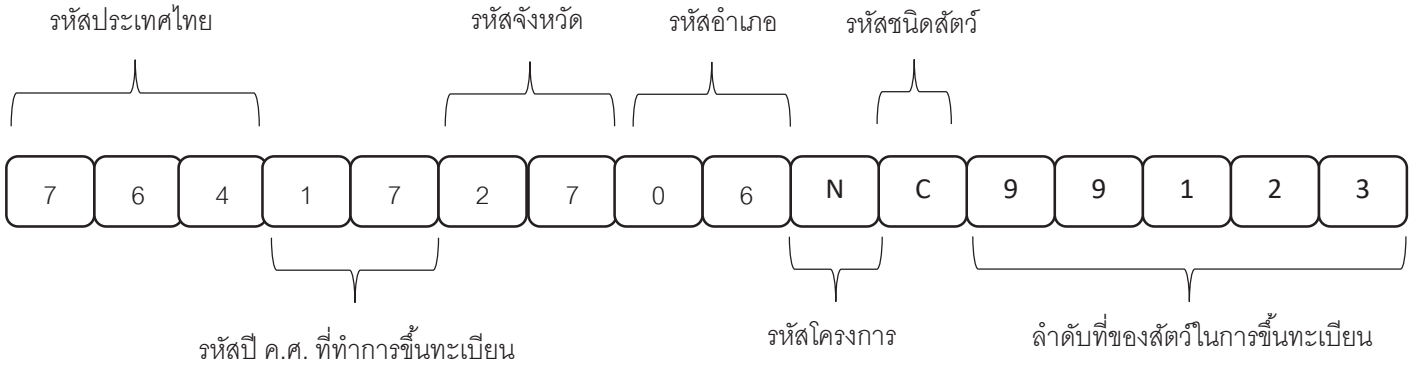 รหัสประเทศไทย รหัสจังหวัด รหัสอำเภอ รหัสชนิดสัตว์
7 6 4 1 7 2 7 0 6 N C 9 9 1 2 3
รหัสปี ค.ศ. ที่ทำการขึ้นทะเบียน รหัสโครงการ ลำดับที่ของสัตว์ในการขึ้นทะเบียน